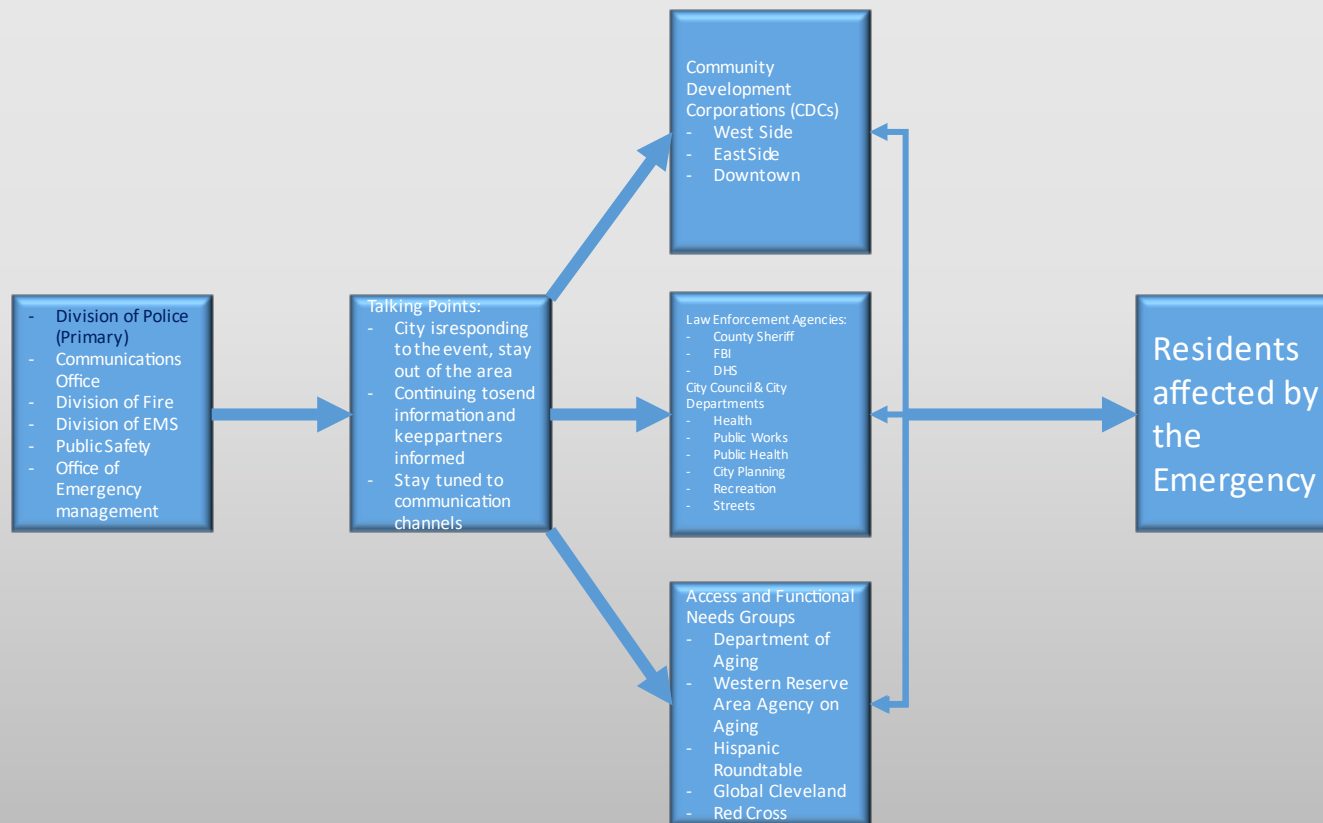 - Division of Police
(Primary)
- Communications
Office
- Division of Fire
- Division of EMS
- Public Safety
- Office of
Emergency
management
Talking Points:
- City isresponding
to the event, stay
out of the area
- Continuing tosend
information and
keep partners
informed
- Stay tuned to
communication
channels
Community
Development
Corporations (CDCs)
- West Side
- East Side
- Downtown
Law Enforcement Agencies:
- County Sheriff
- FBI
- DHS
City Council & City
Departments
- Health
- Public Works
- Public Health
- City Planning
- Recreation
- Streets
Access and Functional
Needs Groups
- Department of
Aging
- Western Reserve
Area Agency on
Aging
- Hispanic
Roundtable
- Global Cleveland
- Red Cross
Residents
affected by
the
Emergency